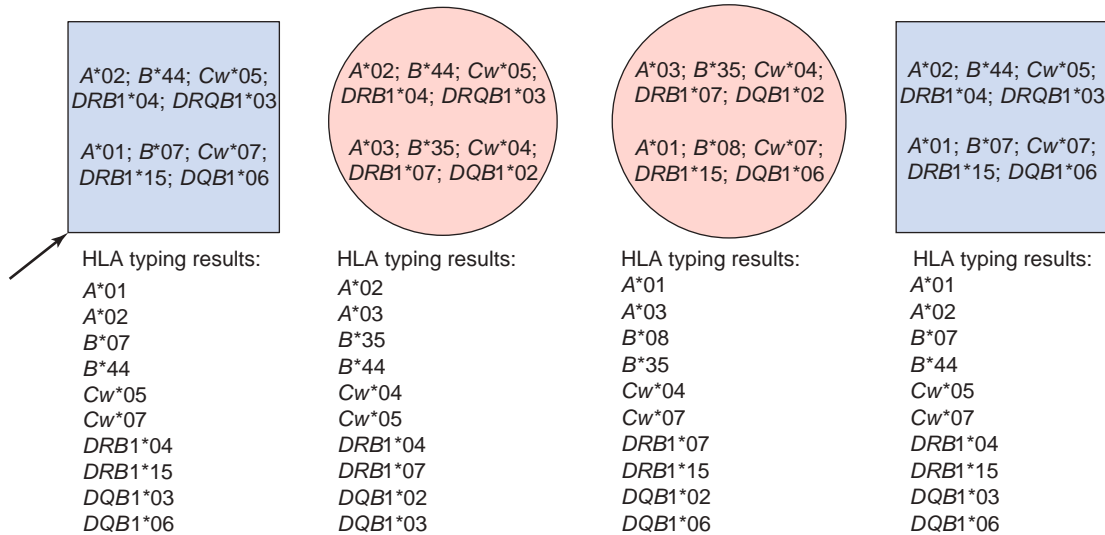 A*02; B*44; Cw*05;
DRB1*04; DRQB1*03
A*01; B*07; Cw*07;
DRB1*15; DQB1*06
A*02; B*44; Cw*05;
DRB1*04; DRQB1*03
A*03; B*35; Cw*04;
DRB1*07; DQB1*02
A*03; B*35; Cw*04;
DRB1*07; DQB1*02
A*01; B*08; Cw*07;
DRB1*15; DQB1*06
A*02; B*44; Cw*05;
DRB1*04; DRQB1*03
A*01; B*07; Cw*07;
DRB1*15; DQB1*06
HLA typing results:
A*01
A*02
B*07
B*44
Cw*05
Cw*07
DRB1*04
DRB1*15
DQB1*03
DQB1*06
HLA typing results:
A*02
A*03
B*35
B*44
Cw*04
Cw*05
DRB1*04
DRB1*07
DQB1*02
DQB1*03
HLA typing results:
A*01
A*03
B*08
B*35
Cw*04
Cw*07
DRB1*07
DRB1*15
DQB1*02
DQB1*06
HLA typing results:
A*01
A*02
B*07
B*44
Cw*05
Cw*07
DRB1*04
DRB1*15
DQB1*03
DQB1*06